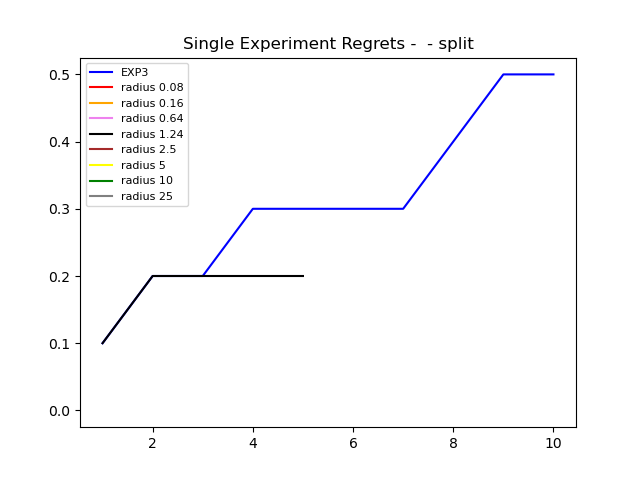 Single Experiment Regrets -  - split
EXP3
radius 0.08
radius 0.16
radius 0.64
radius 1.24
radius 2.5
radius 5
radius 10
radius 25
0.5
0.4
0.3
0.2
0.1
0.0
2 4 6 8 10